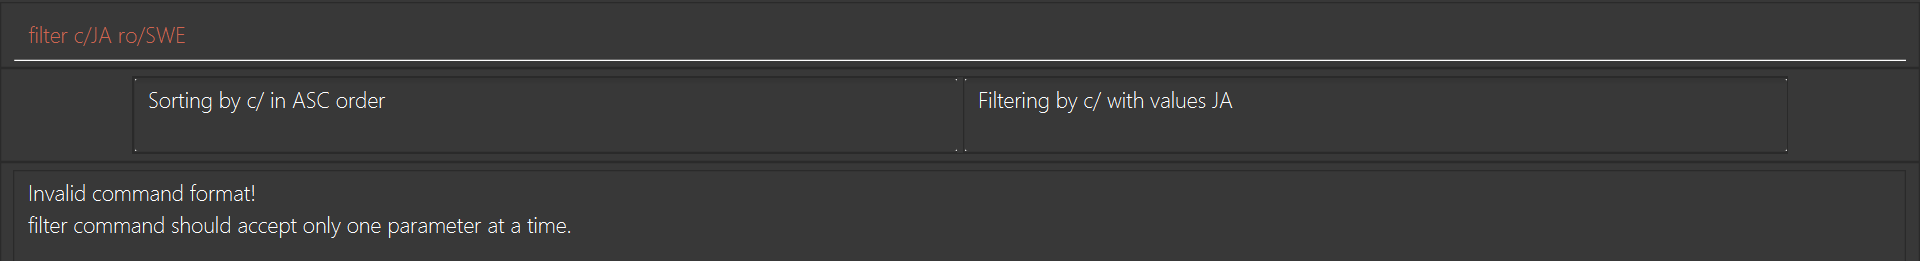 filter c/JA ro/SWE
Sorting by c/ in ASC order
Filtering by c/ with values JA
Invalid command format!
filter command should accept only one parameter at a time.